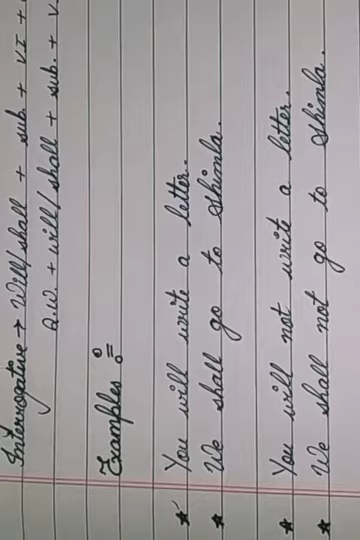 Interrogative → Will/shall + sub. + VI +
Q.W. + will/shall + sub. + V
Examples :=
★ You will write a letter.
★ We shall go to Shimla.
★ You will not write a letter.
★ We shall not go to Shimla.